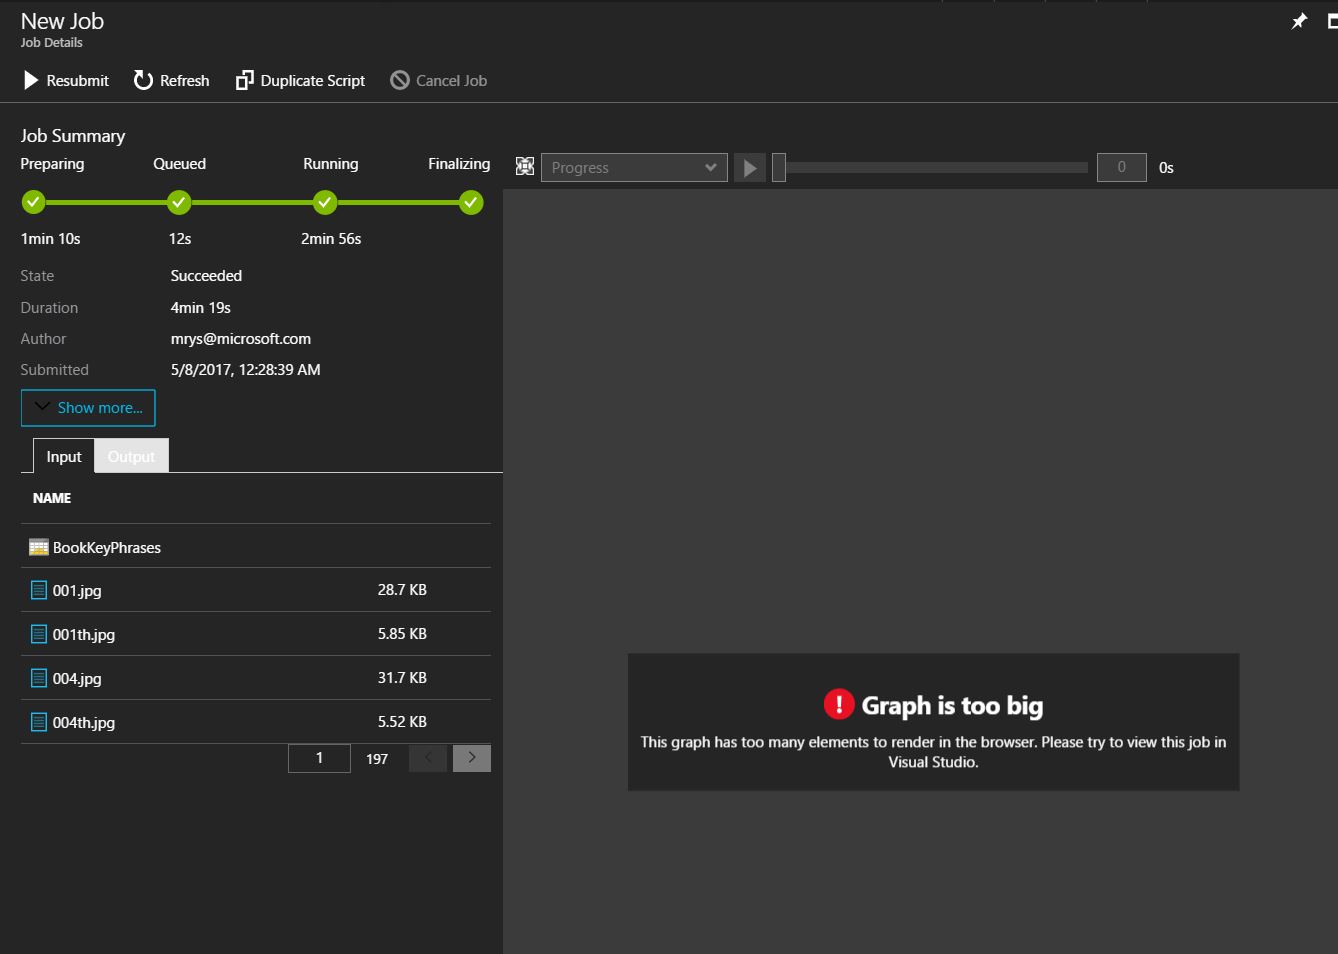 New Job
Job Details
Resubmit Refresh Duplicate Script Cancel Job
Job Summary
Preparing Queued Running Finalizing
1min 10s 12s 2min 56s
State Succeeded
Duration 4min 19s
Author mrys@microsoft.com
Submitted 5/8/2017, 12:28:39 AM
Show more...
Input Output
NAME
BookKeyPhrases
001.jpg 28.7 KB
001th.jpg 5.85 KB
004.jpg 31.7 KB
004th.jpg 5.52 KB
1 197
Progress 0 0s
Graph is too big
This graph has too many elements to render in the browser. Please try to view this job in
Visual Studio.